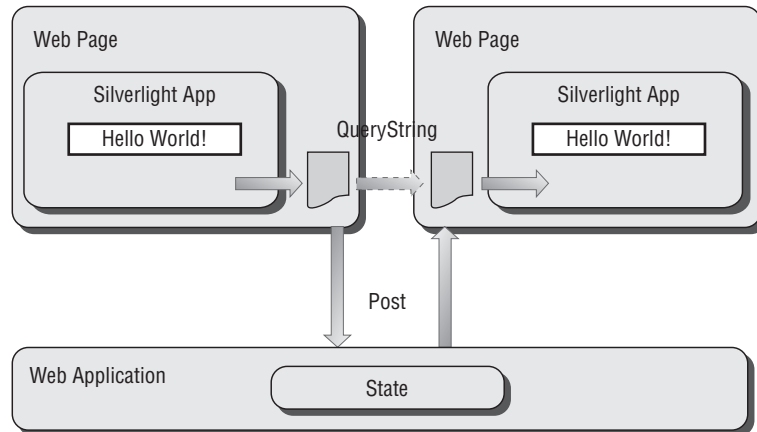 Web Page
Silverlight App
Hello World!
QueryString
Web Page
Silverlight App
Hello World!
Post
Web Application
State